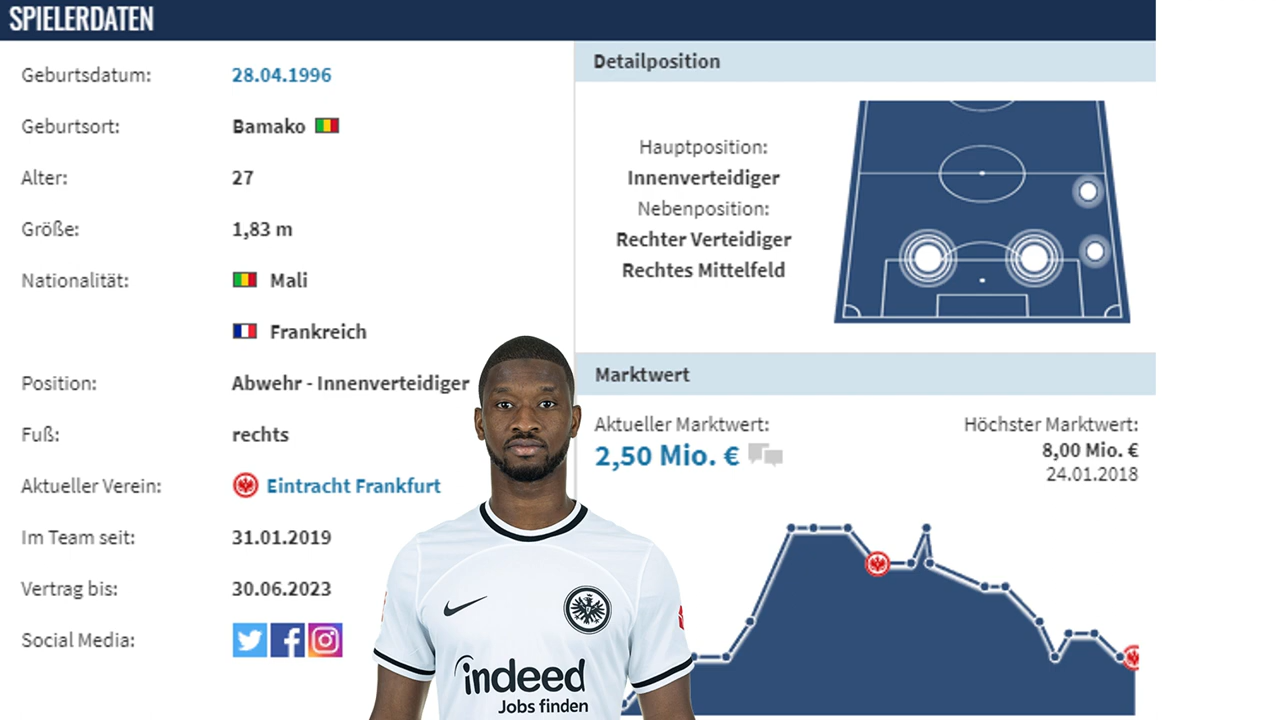 SPIELERDATEN
Geburtsdatum: 28.04.1996
Geburtsort: Bamako
Alter: 27
Größe: 1,83 m
Nationalität: Mali
Frankreich
Position: Abwehr - Innenverteidiger
Fuß: rechts
Aktueller Verein: Eintracht Frankfurt
Im Team seit: 31.01.2019
Vertrag bis: 30.06.2023
Social Media:
Detailposition
Hauptposition:
Innenverteidiger
Nebenposition:
Rechter Verteidiger
Rechtes Mittelfeld
Marktwert
Aktueller Marktwert:
2,50 Mio. €
Höchster Marktwert:
8,00 Mio. €
24.01.2018
indeed
Jobs finden